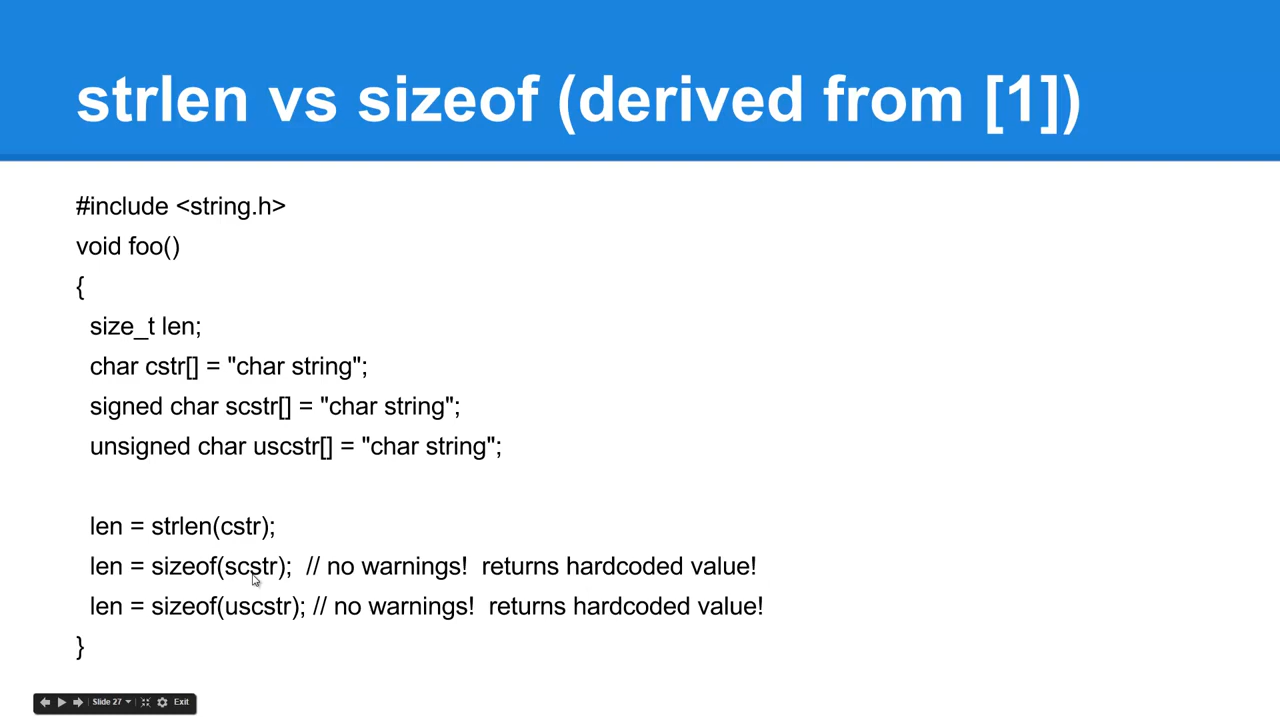 strlen vs sizeof (derived from [1])
#include <string.h>
void foo()
{
size_t len;
char cstr[] = "char string";
signed char scstr[] = "char string";
unsigned char uscstr[] = "char string";
len = strlen(cstr);
len = sizeof(scstr);  // no warnings!  returns hardcoded value!
len = sizeof(uscstr); // no warnings!  returns hardcoded value!
}
Slide 27 Exit